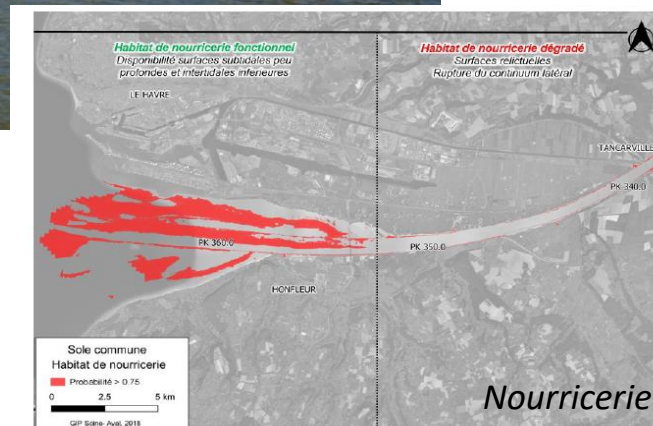 Habitat de nourricerie fonctionnel
Disponibilité surfaces subtidales peu
profondes et intertidales inferieures
Habitat de nourricerie dégradé
Surfaces relictuelles
Rupture du continuum latéral
LE HAVRE
TANCARVILLE
PK 340.0
PK 360.0
PK 350.0
HONFLEUR
Sole commune
Habitat de nourricerie
Probabilité > 0.75
0 2.5 5 km
GIP Seine-Aval, 2018
Nourricerie